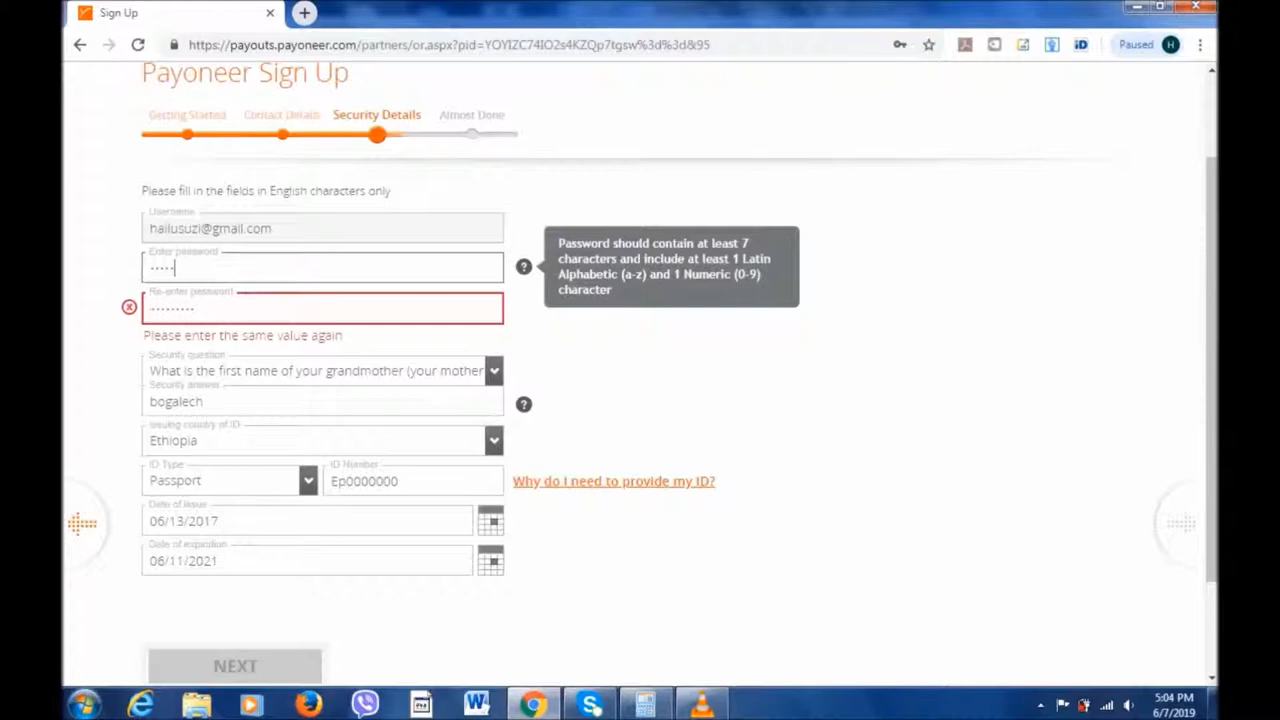 Sign Up
https://payouts.payoneer.com/partners/or.aspx?pid=YOYIZC74IO2s4KZQp7tgsw%3d%3d&95
Paused H
Payoneer Sign Up
Getting Started Contact Details Security Details Almost Done
Please fill in the fields in English characters only
Username
hailusuzi@gmail.com
Enter password
Password should contain at least 7
characters and include at least 1 Latin
Alphabetic (a-z) and 1 Numeric (0-9)
character
Re-enter password
Please enter the same value again
Security question
What is the first name of your grandmother (your mother
Security answer
bogalech
Issuing country of ID
Ethiopia
ID Type ID Number
Passport Ep0000000 Why do I need to provide my ID?
Date of issue
06/13/2017
Date of expiration
06/11/2021
NEXT
5:04 PM
6/7/2019